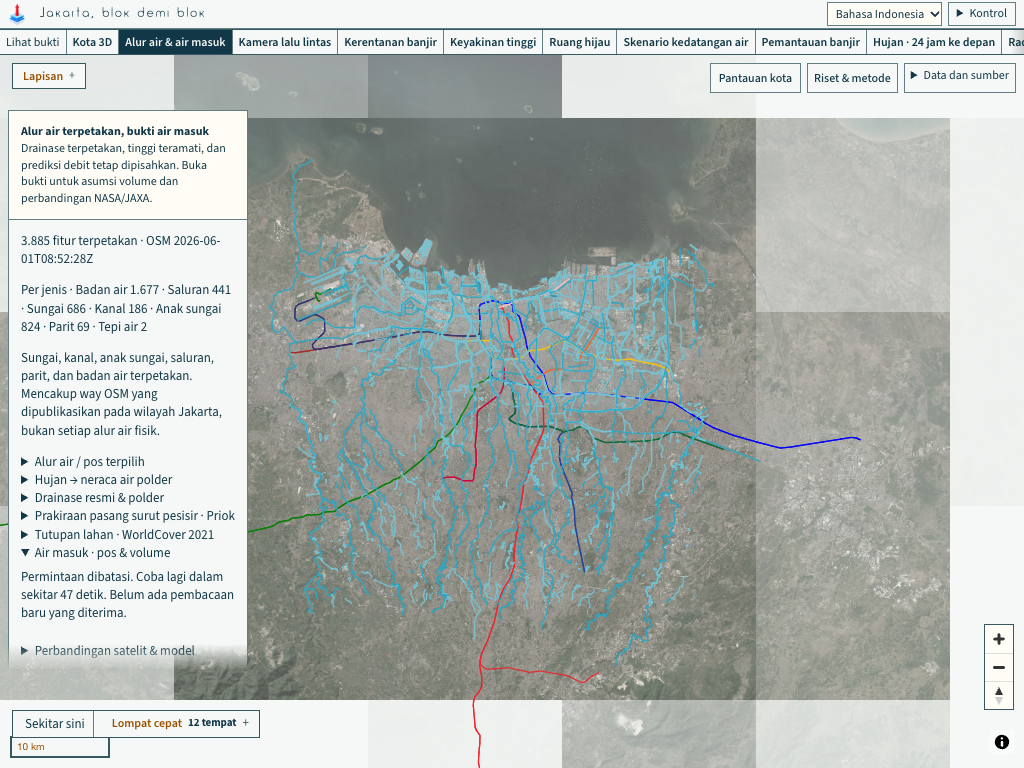 Jakarta, blok demi blok
Bahasa Indonesia
Kontrol
Lihat bukti
Kota 3D
Alur air & air masuk
Kamera lalu lintas
Kerentanan banjir
Keyakinan tinggi
Ruang hijau
Skenario kedatangan air
Pemantauan banjir
Hujan · 24 jam ke depan
Lapisan +
Pantauan kota
Riset & metode
Data dan sumber
Alur air terpetakan, bukti air masuk
Drainase terpetakan, tinggi teramati, dan
prediksi debit tetap dipisahkan. Buka
bukti untuk asumsi volume dan
perbandingan NASA/JAXA.
3.885 fitur terpetakan · OSM 2026-06-
01T08:52:28Z
Per jenis · Badan air 1.677 · Saluran 441
· Sungai 686 · Kanal 186 · Anak sungai
824 · Parit 69 · Tepi air 2
Sungai, kanal, anak sungai, saluran,
parit, dan badan air terpetakan.
Mencakup way OSM yang
dipublikasikan pada wilayah Jakarta,
bukan setiap alur air fisik.
Alur air / pos terpilih
Hujan → neraca air polder
Drainase resmi & polder
Prakiraan pasang surut pesisir · Priok
Tutupan lahan · WorldCover 2021
Air masuk · pos & volume
Permintaan dibatasi. Coba lagi dalam
sekitar 47 detik. Belum ada pembacaan
baru yang diterima.
Perbandingan satelit & model
Sekitar sini
Lompat cepat 12 tempat +
10 km